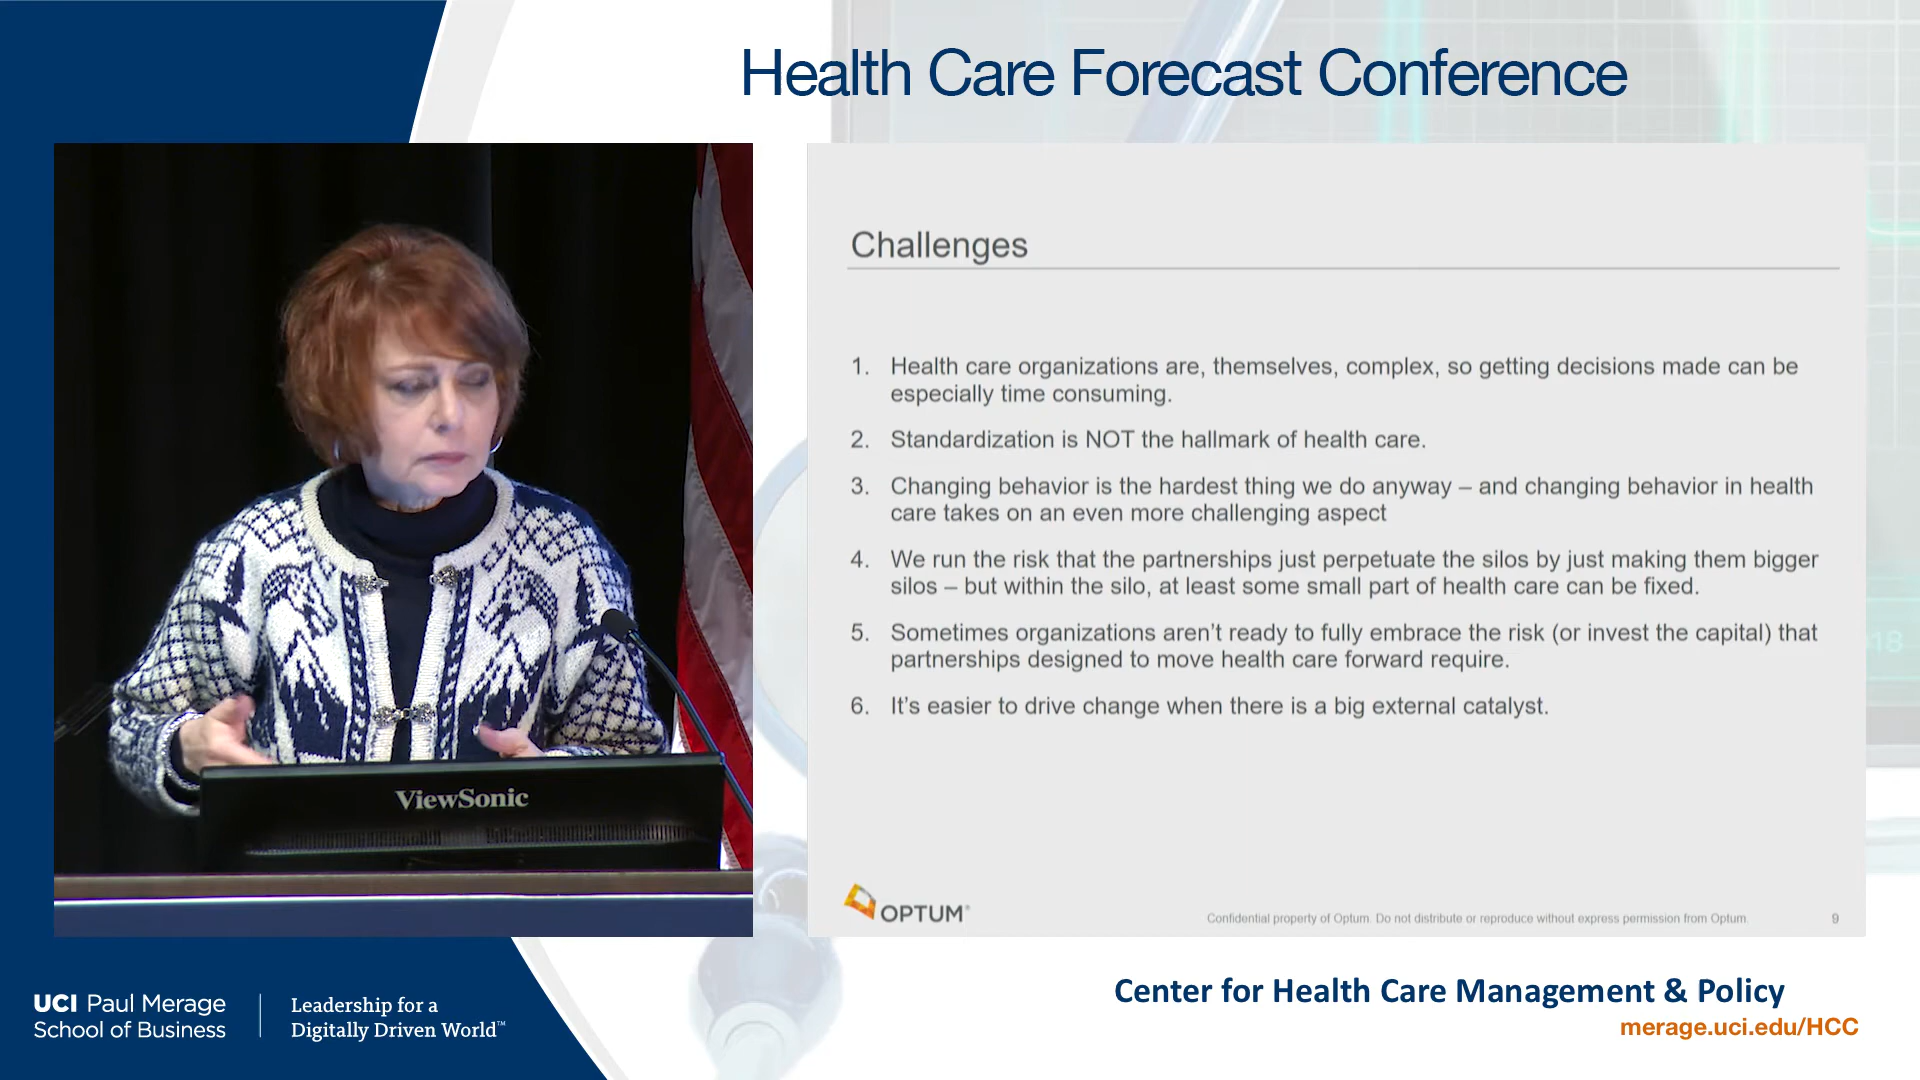 Health Care Forecast Conference
Challenges
1. Health care organizations are, themselves, complex, so getting decisions made can be
especially time consuming.
2. Standardization is NOT the hallmark of health care.
3. Changing behavior is the hardest thing we do anyway – and changing behavior in health
care takes on an even more challenging aspect
4. We run the risk that the partnerships just perpetuate the silos by just making them bigger
silos – but within the silo, at least some small part of health care can be fixed.
5. Sometimes organizations aren't ready to fully embrace the risk (or invest the capital) that
partnerships designed to move health care forward require.
6. It's easier to drive change when there is a big external catalyst.
18
ViewSonic
OPTUM®
Confidential property of Optum. Do not distribute or reproduce without express permission from Optum.
9
UCI Paul Merage
School of Business
Leadership for a
Digitally Driven World™
Center for Health Care Management & Policy
merage.uci.edu/HCC